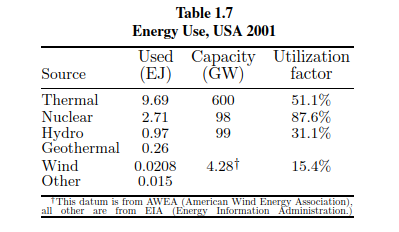 Table 1.7
Energy Use, USA 2001
Used Capacity Utilization
Source (EJ) (GW) factor
Thermal 9.69 600 51.1%
Nuclear 2.71 98 87.6%
Hydro 0.97 99 31.1%
Geothermal 0.26
Wind 0.0208 4.28† 15.4%
Other 0.015
†This datum is from AWEA (American Wind Energy Association),
all other are from EIA (Energy Information Administration.)